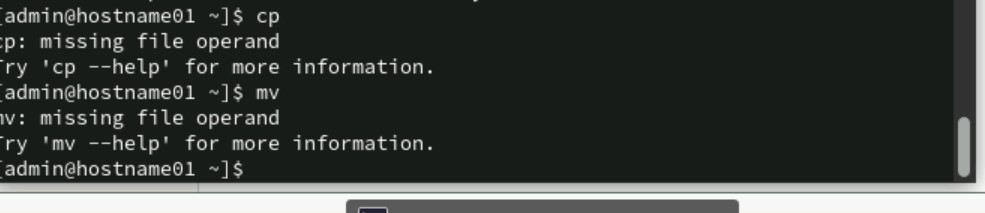 [admin@hostname01 ~]$ cp
cp: missing file operand
Try 'cp --help' for more information.
[admin@hostname01 ~]$ mv
mv: missing file operand
Try 'mv --help' for more information.
[admin@hostname01 ~]$